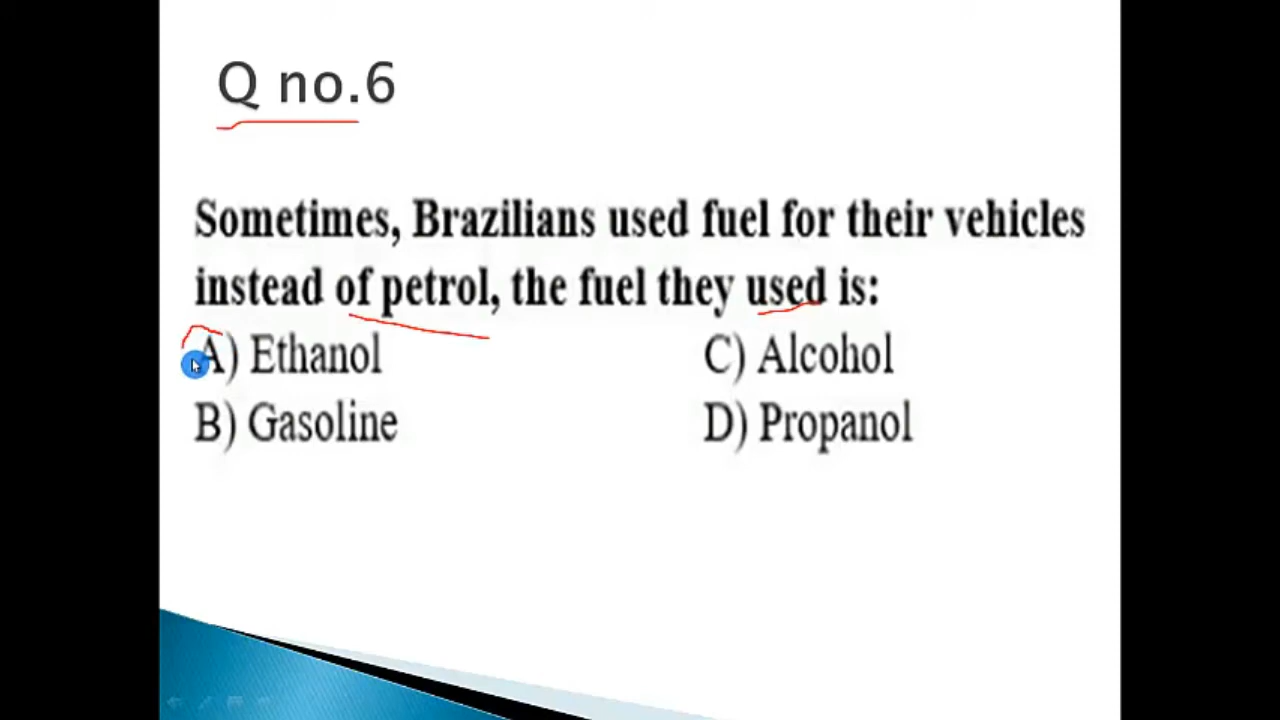 Q no.6
Sometimes, Brazilians used fuel for their vehicles
instead of petrol, the fuel they used is:
A) Ethanol C) Alcohol
B) Gasoline D) Propanol